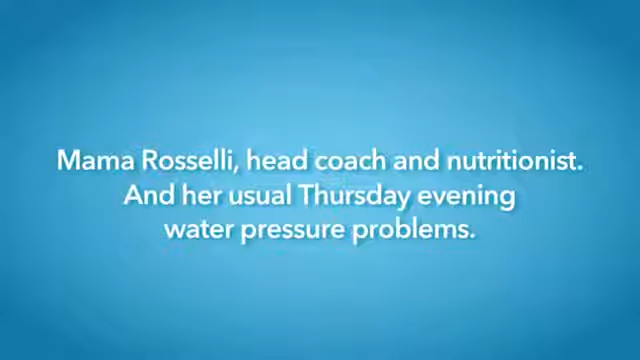 Mama Rosselli, head coach and nutritionist.
And her usual Thursday evening
water pressure problems.